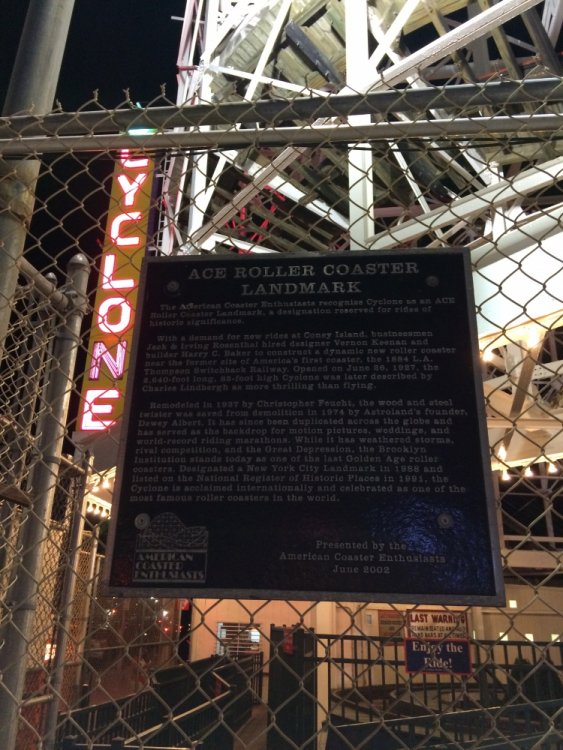 CYCLONE
ACE ROLLER COASTER
LANDMARK
The American Coaster Enthusiasts recognize Cyclone as an ACE
Roller Coaster Landmark, a designation reserved for rides of
historic significance.
With a demand for new rides at Coney Island, businessmen
Jack & Irving Rosenthal hired designer Vernon Keenan and
builder Harry C. Baker to construct a dynamic new roller coaster
near the former site of America's first coaster, the 1884 L.A.
Thompson Switchback Railway. Opened on June 26, 1927, the
2,640-foot long, 85-foot high Cyclone was later described by
Charles Lindbergh as more thrilling than flying.
Remodeled in 1937 by Christopher Feucht, the wood and steel
twister was saved from demolition in 1974 by Astroland's founder,
Dewey Albert. It has since been duplicated across the globe and
has served as the backdrop for motion pictures, weddings, and
world-record riding marathons. While it has weathered storms,
rival competition, and the Great Depression, the Brooklyn
Institution stands today as one of the last Golden Age roller
coasters. Designated a New York City Landmark in 1988 and
listed on the National Register of Historic Places in 1991, the
Cyclone is acclaimed internationally and celebrated as one of the
most famous roller coasters in the world.
AMERICAN
COASTER
ENTHUSIASTS
Presented by the
American Coaster Enthusiasts
June 2002
LAST WARNING
REMAIN SEATED AND
HOLD BARS AT ALL TIMES
Enjoy the
Ride!